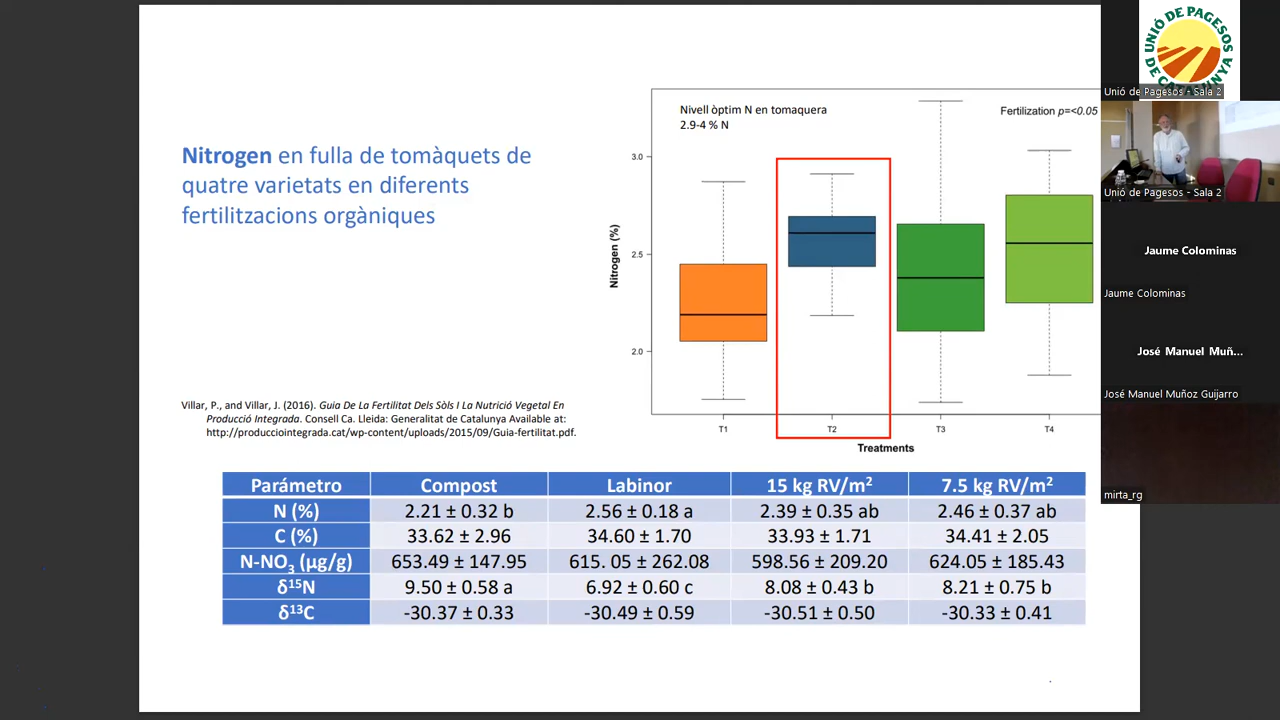 Nitrogen en fulla de tomàquets de
quatre varietats en diferents
fertilitzacions orgàniques
Nivell òptim N en tomaquera
2.9-4 % N
Fertilization p=<0.05
Nitrogen (%)
3.0
2.5
2.0
T1 T2 T3 T4
Treatments
Villar, P., and Villar, J. (2016). Guia De La Fertilitat Dels Sòls I La Nutrició Vegetal En
Producció Integrada. Consell Ca. Lleida: Generalitat de Catalunya Available at:
http://producciointegrada.cat/wp-content/uploads/2015/09/Guia-fertilitat.pdf.
Parámetro Compost Labinor 15 kg RV/m² 7.5 kg RV/m²
N (%) 2.21 ± 0.32 b 2.56 ± 0.18 a 2.39 ± 0.35 ab 2.46 ± 0.37 ab
C (%) 33.62 ± 2.96 34.60 ± 1.70 33.93 ± 1.71 34.41 ± 2.05
N-NO₃ (µg/g) 653.49 ± 147.95 615. 05 ± 262.08 598.56 ± 209.20 624.05 ± 185.43
δ¹⁵N 9.50 ± 0.58 a 6.92 ± 0.60 c 8.08 ± 0.43 b 8.21 ± 0.75 b
δ¹³C -30.37 ± 0.33 -30.49 ± 0.59 -30.51 ± 0.50 -30.33 ± 0.41
UNIÓ DE PAGESOS
DE CATALUNYA
Unió de Pagesos - Sala 2
Unió de Pagesos - Sala 2
Jaume Colominas
Jaume Colominas
José Manuel Muñ...
José Manuel Muñoz Guijarro
mirta_rg